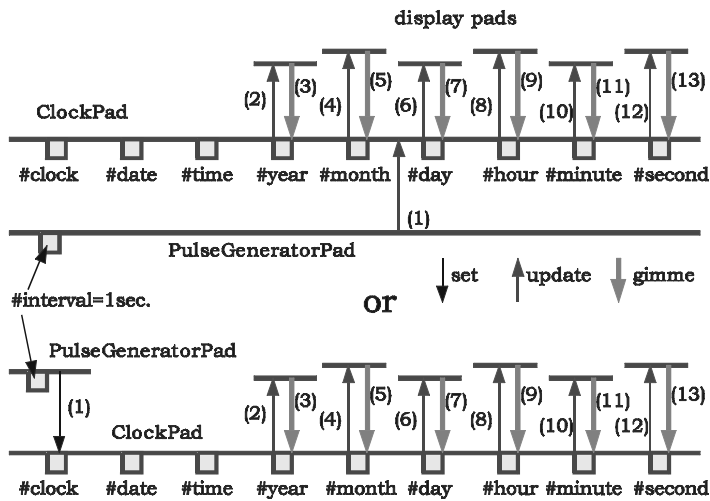 display pads
(2) (3) (4) (5) (6) (7) (8) (9) (10) (11) (12) (13)
ClockPad
#clock #date #time #year #month #day #hour #minute #second
(1)
PulseGeneratorPad
set update gimme
#interval=1sec.
or
PulseGeneratorPad
(1)
(2) (3) (4) (5) (6) (7) (8) (9) (10) (11) (12) (13)
ClockPad
#clock #date #time #year #month #day #hour #minute #second